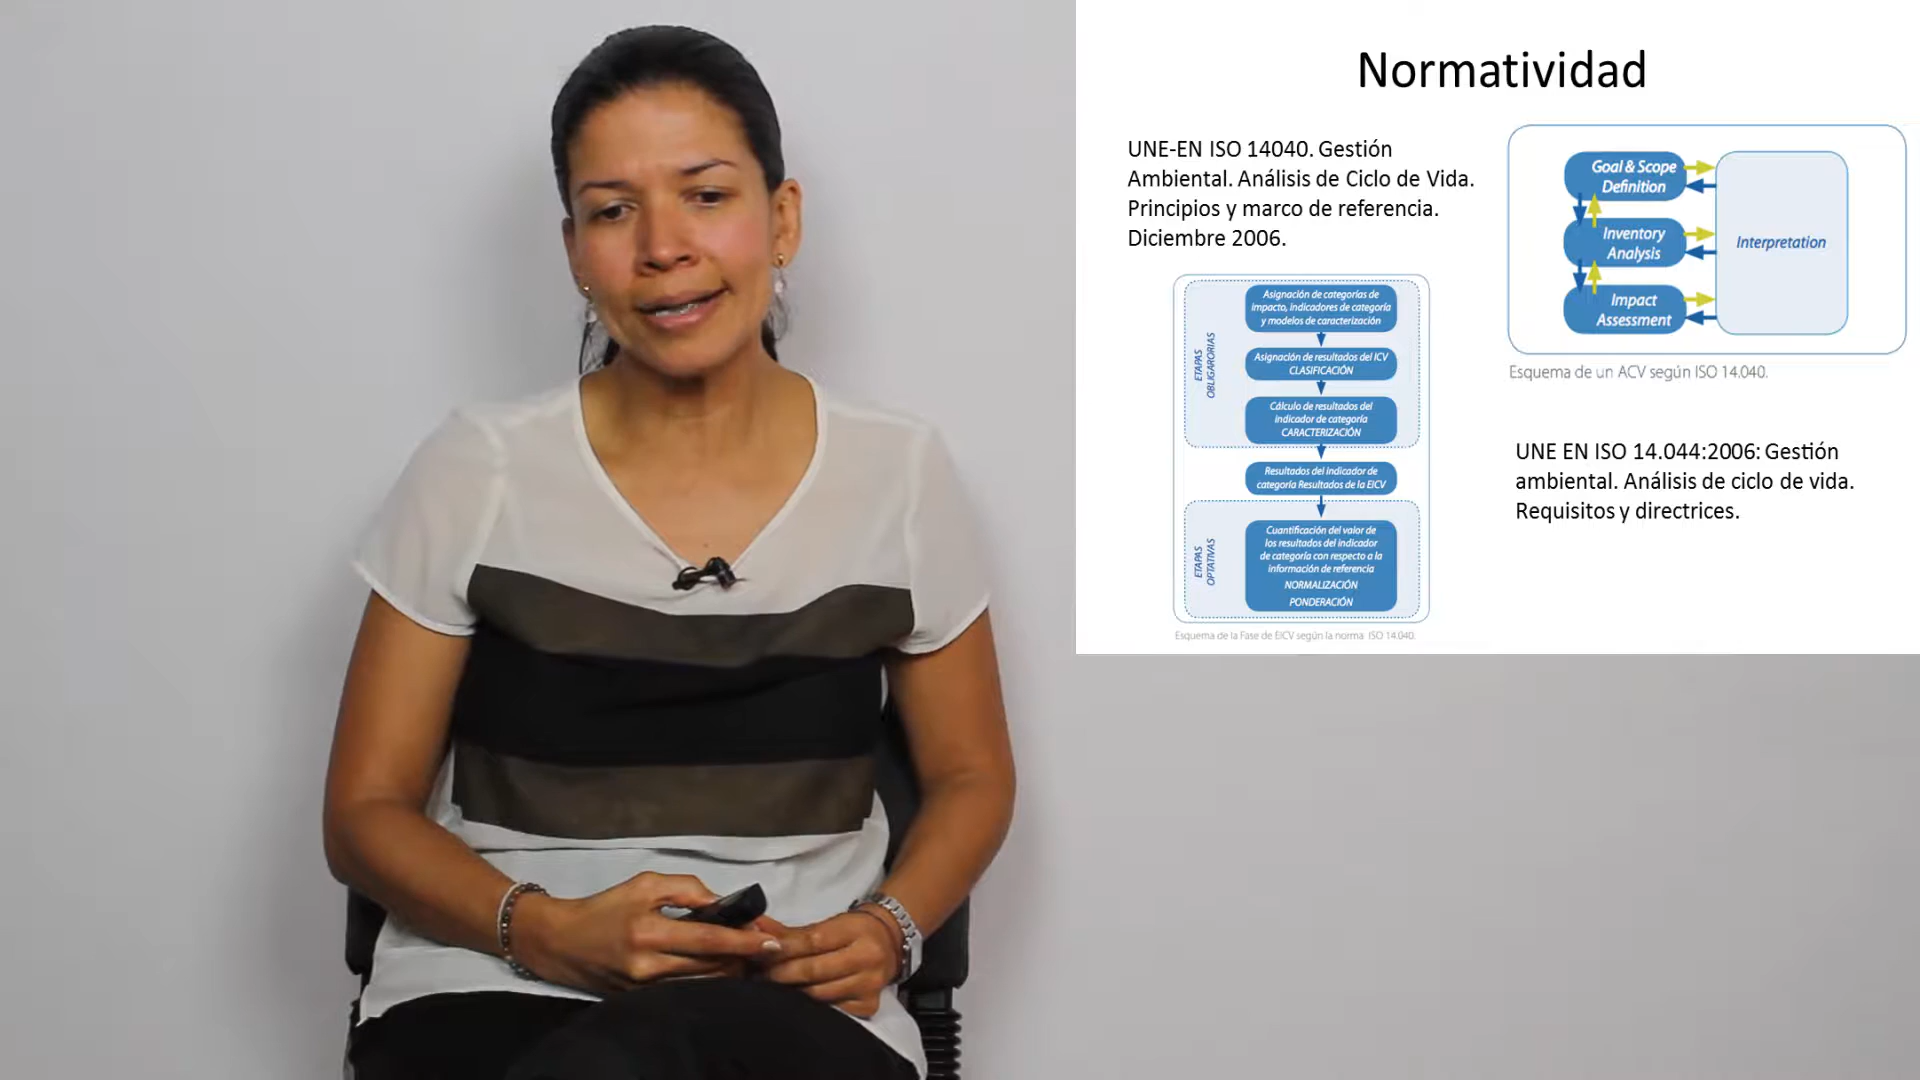 Normatividad
UNE-EN ISO 14040. Gestión
Ambiental. Análisis de Ciclo de Vida.
Principios y marco de referencia.
Diciembre 2006.
Goal & Scope
Definition
Inventory
Analysis
Impact
Assessment
Interpretation
Esquema de un ACV según ISO 14.040.
ETAPAS
OBLIGARORIAS
Asignación de categorías de
impacto, indicadores de categoría
y modelos de caracterización
Asignación de resultados del ICV
CLASIFICACIÓN
Cálculo de resultados del
indicador de categoría
CARACTERIZACIÓN
Resultados del indicador de
categoría Resultados de la EICV
ETAPAS
OPTATIVAS
Cuantificación del valor de
los resultados del indicador
de categoría con respecto a la
información de referencia
NORMALIZACIÓN
PONDERACIÓN
Esquema de la Fase de EICV según la norma ISO 14.040.
UNE EN ISO 14.044:2006: Gestión
ambiental. Análisis de ciclo de vida.
Requisitos y directrices.